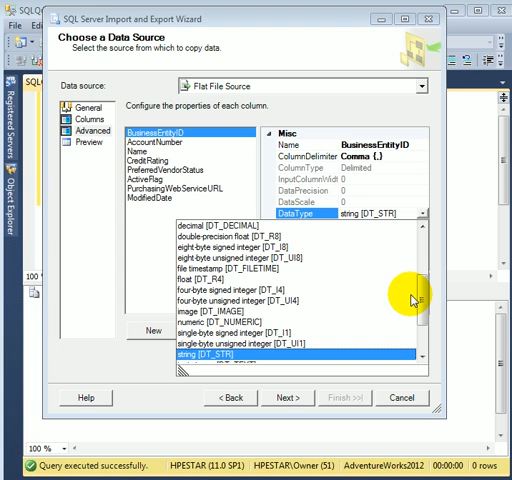 SQLQ
SQL Server Import and Export Wizard
File
Choose a Data Source
Select the source from which to copy data.
Data source:
Flat File Source
General
Columns
Advanced
Preview
Configure the properties of each column.
BusinessEntityID
AccountNumber
Name
CreditRating
PreferredVendorStatus
ActiveFlag
PurchasingWebServiceURL
ModifiedDate
Misc
Name BusinessEntityID
ColumnDelimiter Comma {,}
ColumnType Delimited
InputColumnWidt 0
DataPrecision 0
DataScale 0
DataType string [DT_STR]
decimal [DT_DECIMAL]
double-precision float [DT_R8]
eight-byte signed integer [DT_I8]
eight-byte unsigned integer [DT_UI8]
file timestamp [DT_FILETIME]
float [DT_R4]
four-byte signed integer [DT_I4]
four-byte unsigned integer [DT_UI4]
image [DT_IMAGE]
numeric [DT_NUMERIC]
single-byte signed integer [DT_I1]
single-byte unsigned integer [DT_UI1]
string [DT_STR]
New
Help
< Back
Next >
Finish >>|
Cancel
Registered Servers
Object Explorer
SQL
100 %
100 %
Query executed successfully.
HPESTAR (11.0 SP1)
HPESTAR\Owner (51)
AdventureWorks2012
00:00:00
0 rows